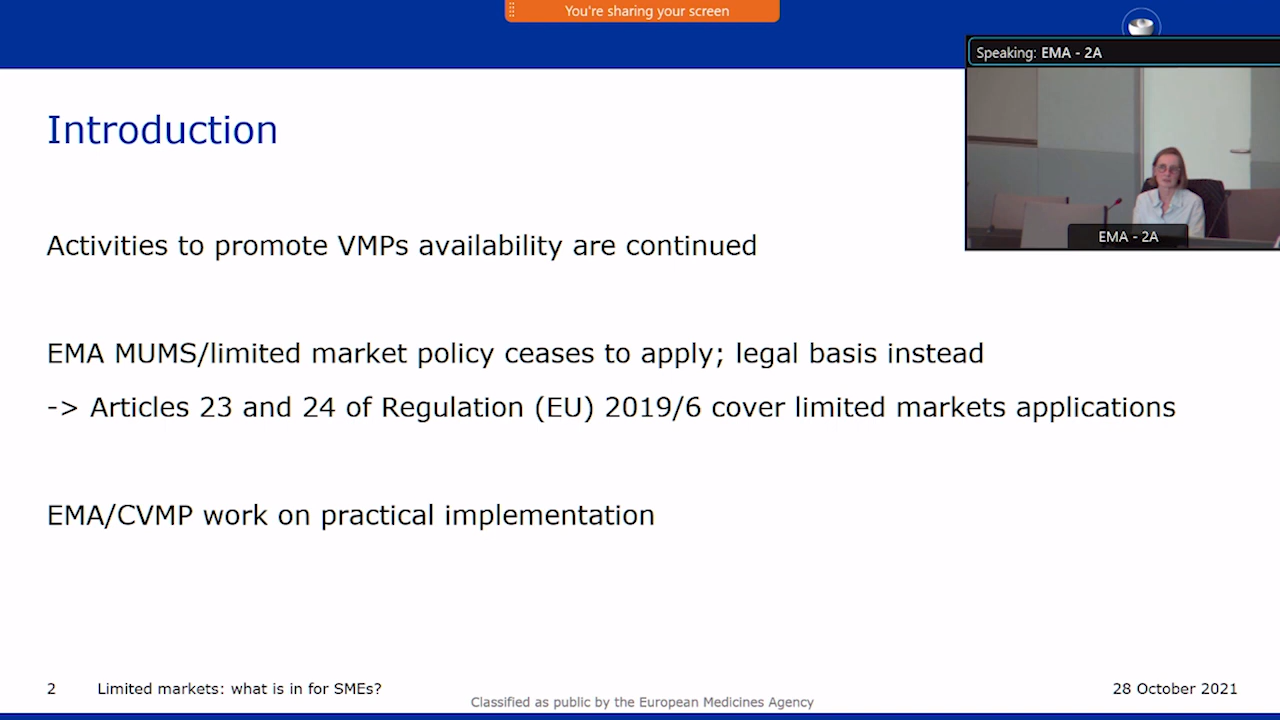 You're sharing your screen
Speaking: EMA - 2A
EMA - 2A
Introduction
Activities to promote VMPs availability are continued
EMA MUMS/limited market policy ceases to apply; legal basis instead
-> Articles 23 and 24 of Regulation (EU) 2019/6 cover limited markets applications
EMA/CVMP work on practical implementation
2 Limited markets: what is in for SMEs?
28 October 2021
Classified as public by the European Medicines Agency